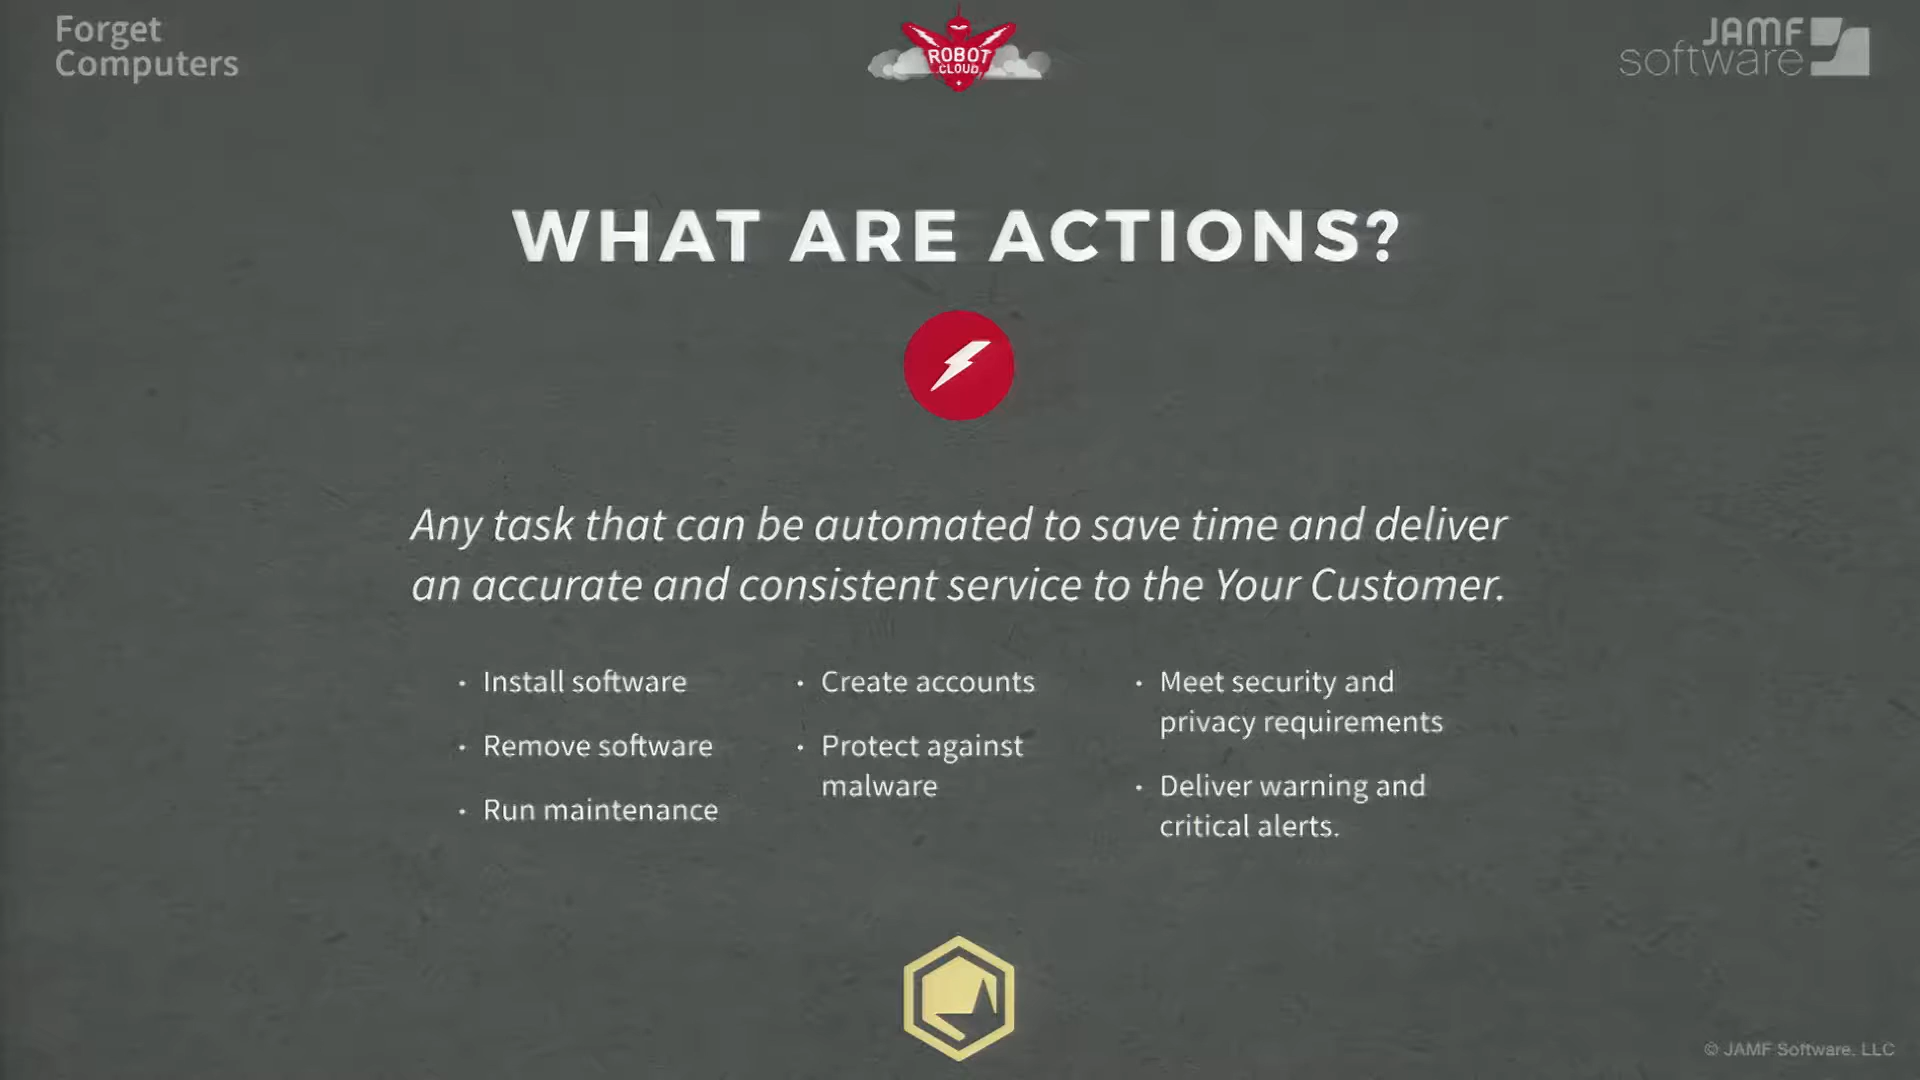 Forget
Computers
ROBOT
CLOUD
JAMF
software
WHAT ARE ACTIONS?
Any task that can be automated to save time and deliver
an accurate and consistent service to the Your Customer.
• Install software
• Remove software
• Run maintenance
• Create accounts
• Protect against
malware
• Meet security and
privacy requirements
• Deliver warning and
critical alerts.
© JAMF Software, LLC